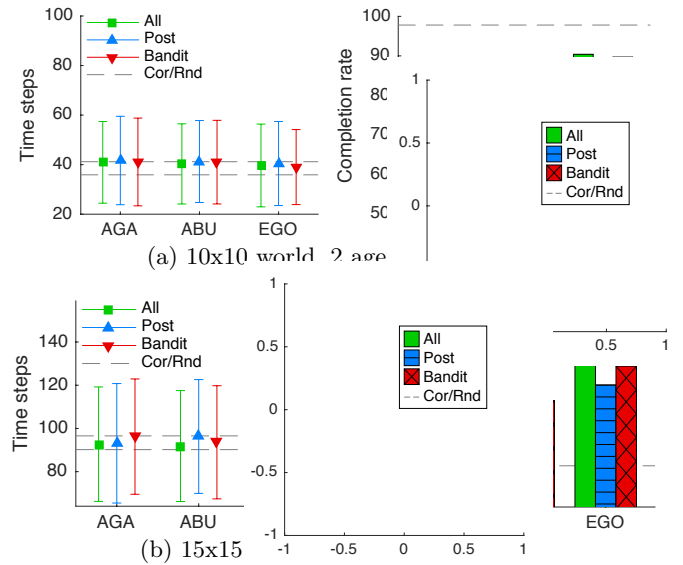 100
80
60
40
20
Time steps
All
Post
Bandit
Cor/Rnd
AGA
ABU
EGO
100
90
80
70
60
50
Completion rate
1
0.5
0
All
Post
Bandit
Cor/Rnd
(a) 10x10 world, 2 age
140
120
100
80
Time steps
All
Post
Bandit
Cor/Rnd
AGA
ABU
1
0.5
0
-0.5
-1
-1
-0.5
0
0.5
1
All
Post
Bandit
Cor/Rnd
0.5
1
EGO
(b) 15x15